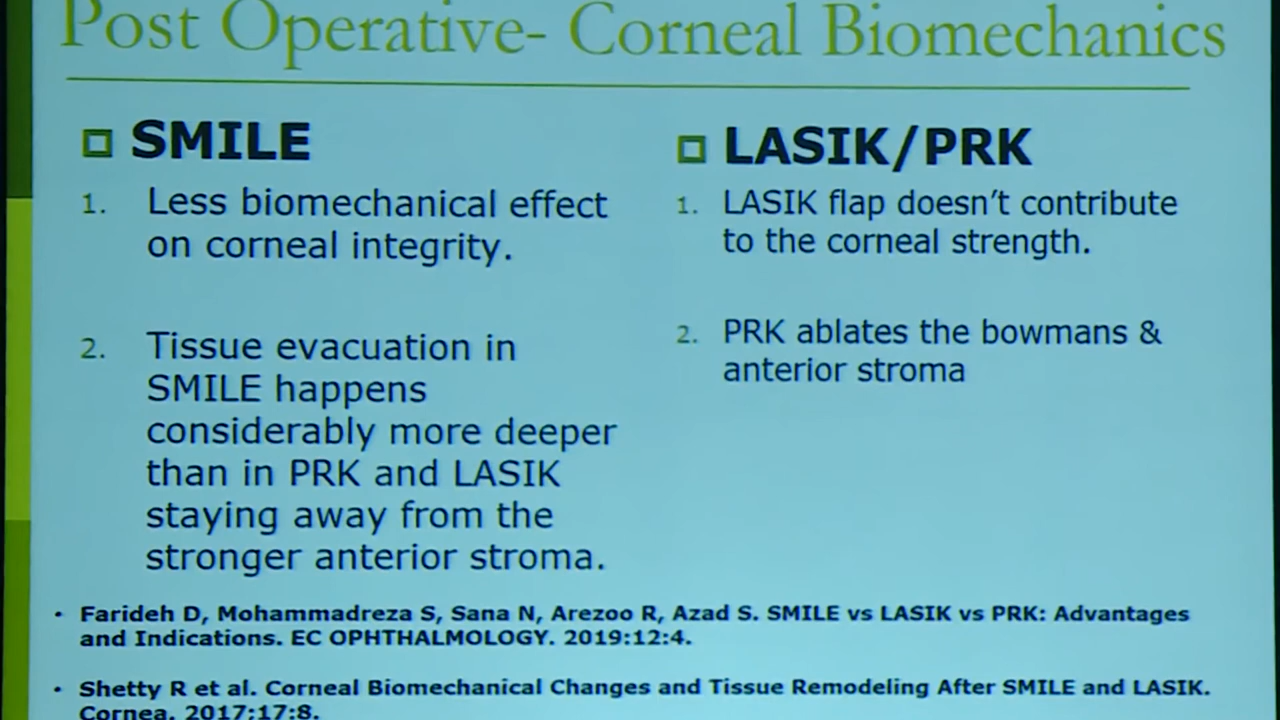 Post Operative- Corneal Biomechanics
SMILE
1. Less biomechanical effect
on corneal integrity.
2. Tissue evacuation in
SMILE happens
considerably more deeper
than in PRK and LASIK
staying away from the
stronger anterior stroma.
LASIK/PRK
1. LASIK flap doesn’t contribute
to the corneal strength.
2. PRK ablates the bowmans &
anterior stroma
• Farideh D, Mohammadreza S, Sana N, Arezoo R, Azad S. SMILE vs LASIK vs PRK: Advantages
and Indications. EC OPHTHALMOLOGY. 2019:12:4.
• Shetty R et al. Corneal Biomechanical Changes and Tissue Remodeling After SMILE and LASIK.
Cornea. 2017:17:8.